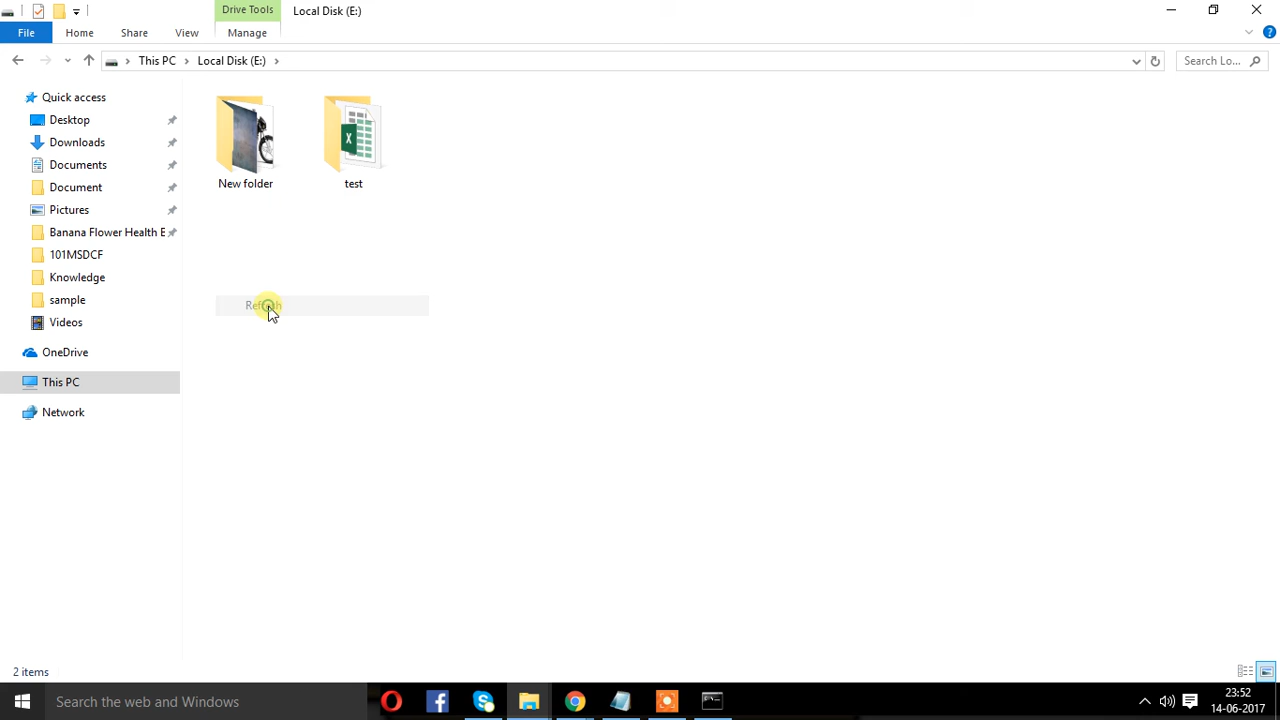 Drive Tools
Local Disk (E:)
File
Home
Share
View
Manage
This PC
Local Disk (E:)
Search Lo...
Quick access
Desktop
Downloads
Documents
Document
Pictures
Banana Flower Health E
101MSDCF
Knowledge
sample
Videos
OneDrive
This PC
Network
New folder
test
Refresh
2 items
Search the web and Windows
23:52
14-06-2017